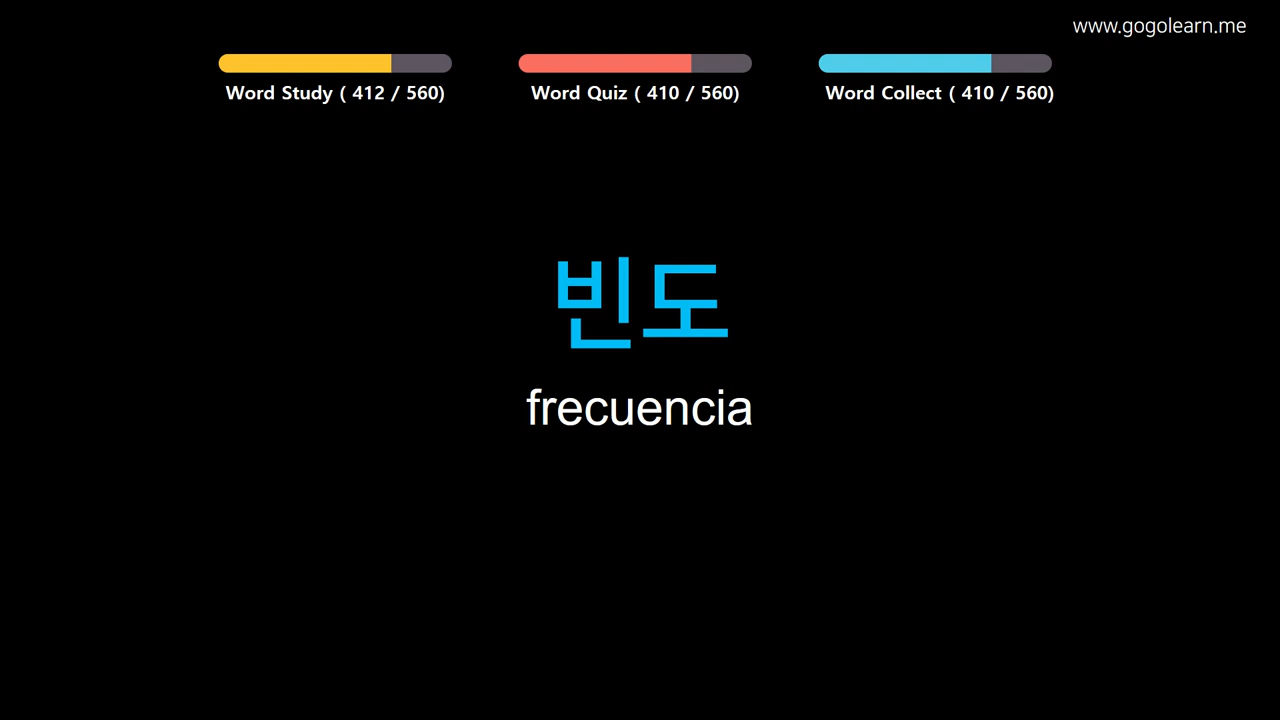 www.gogolearn.me
Word Study ( 412 / 560)
Word Quiz ( 410 / 560)
Word Collect ( 410 / 560)
빈도
frecuencia